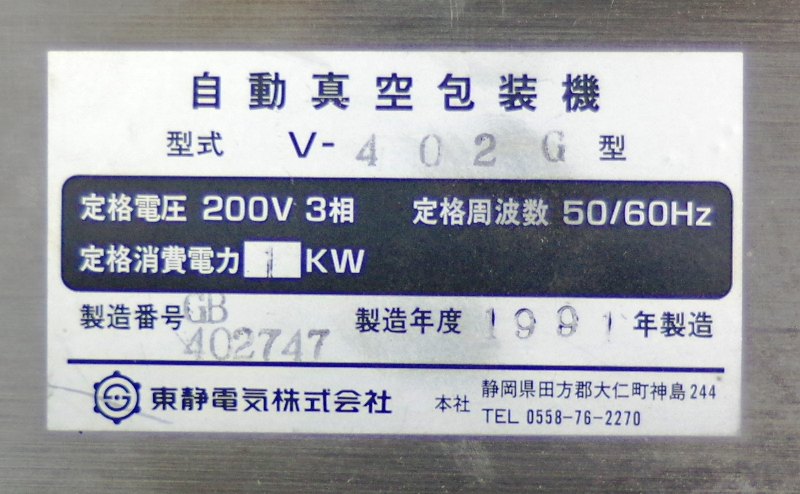 自動真空包装機
型式 V-402G型
定格電圧 200V 3相 定格周波数 50/60Hz
定格消費電力 1 KW
製造番号 GB 402747 製造年度 1991年製造
東静電気株式会社 本社 静岡県田方郡大仁町神島244
TEL 0558-76-2270